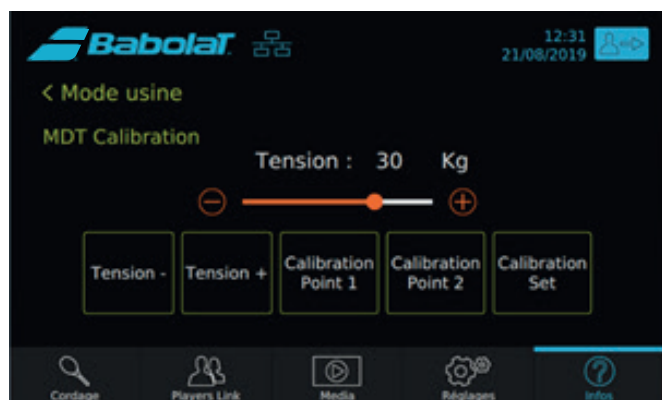 BabolaT
12:31
21/08/2019
< Mode usine
MDT Calibration
Tension : 30 Kg
Tension -
Tension +
Calibration
Point 1
Calibration
Point 2
Calibration
Set
Cordage
Players Link
Media
Réglages
Infos